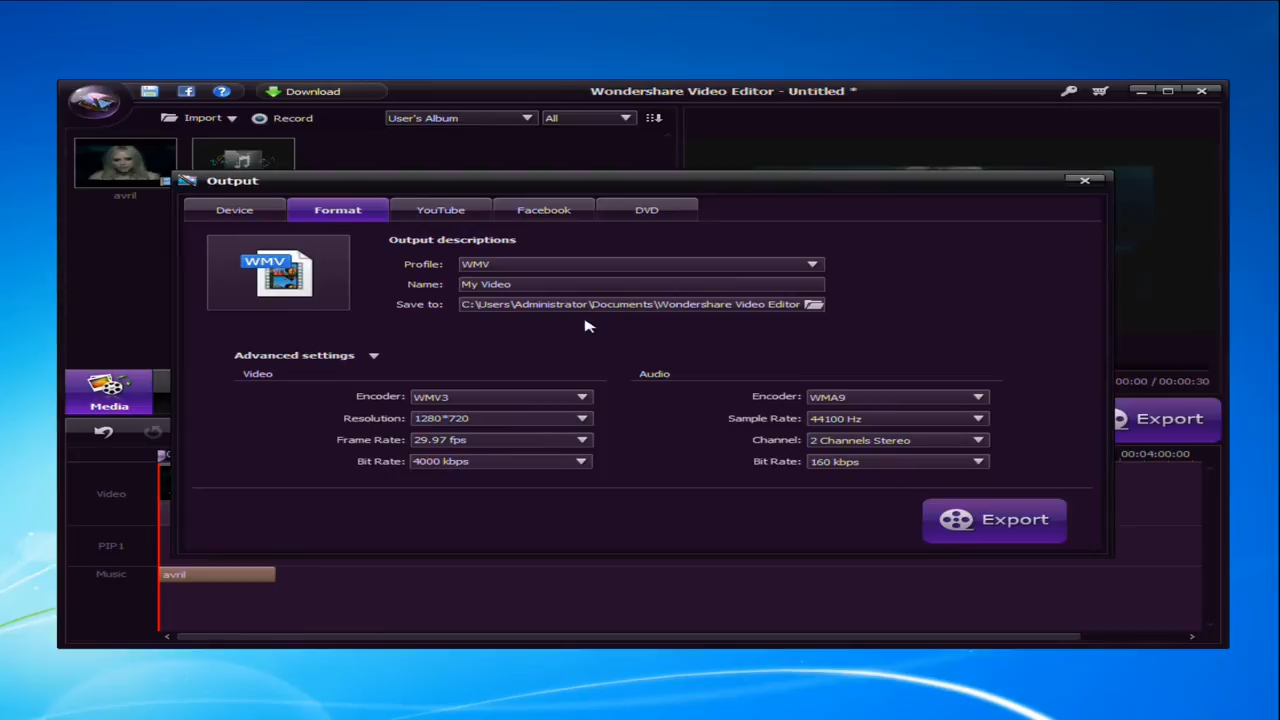 Download
Wondershare Video Editor - Untitled *
Import
Record
User's Album
All
avril
Output
Device
Format
YouTube
Facebook
DVD
WMV
Output descriptions
Profile: WMV
Name: My Video
Save to: C:\Users\Administrator\Documents\Wondershare Video Editor
Advanced settings
Video
Audio
Encoder: WMV3
Encoder: WMA9
Resolution: 1280*720
Sample Rate: 44100 Hz
Frame Rate: 29.97 fps
Channel: 2 Channels Stereo
Bit Rate: 4000 kbps
Bit Rate: 160 kbps
Export
Media
00:00 / 00:00:30
Export
00:04:00:00
Video
PIP1
Music
avril